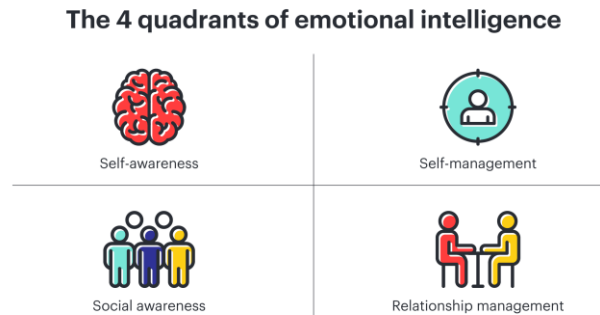 The 4 quadrants of emotional intelligence
Self-awareness
Self-management
Social awareness
Relationship management